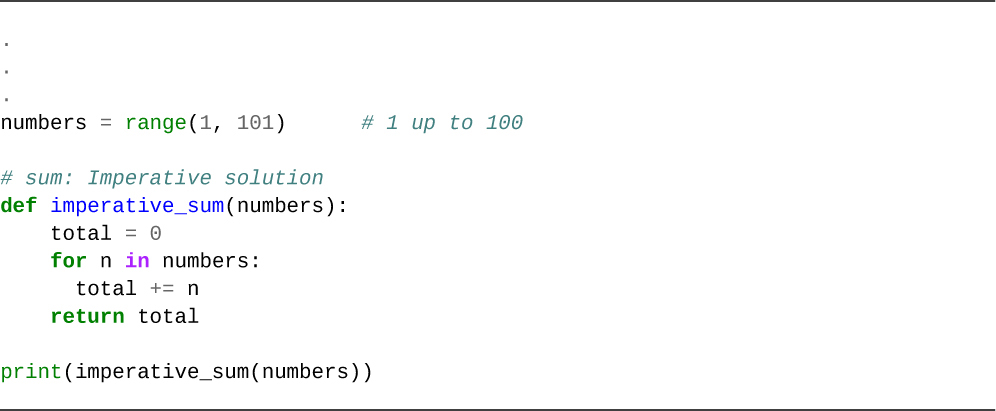 .
.
.
numbers = range(1, 101)      # 1 up to 100

# sum: Imperative solution
def imperative_sum(numbers):
    total = 0
    for n in numbers:
      total += n
    return total

print(imperative_sum(numbers))